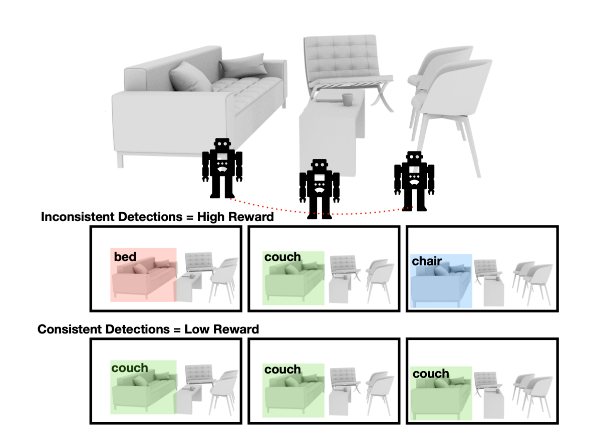 Inconsistent Detections = High Reward
bed
couch
chair
Consistent Detections = Low Reward
couch
couch
couch